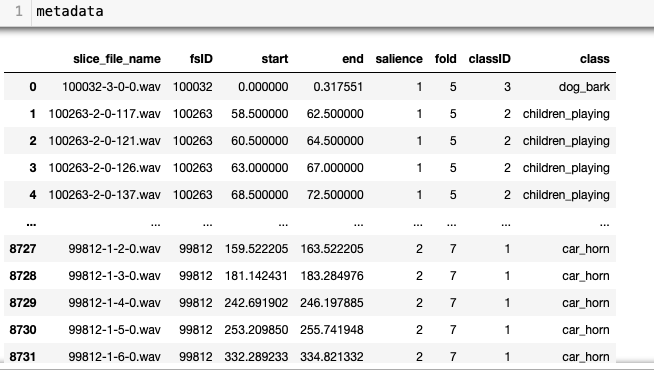 1 metadata
slice_file_name fsID start end salience fold classID class
0 100032-3-0-0.wav 100032 0.000000 0.317551 1 5 3 dog_bark
1 100263-2-0-117.wav 100263 58.500000 62.500000 1 5 2 children_playing
2 100263-2-0-121.wav 100263 60.500000 64.500000 1 5 2 children_playing
3 100263-2-0-126.wav 100263 63.000000 67.000000 1 5 2 children_playing
4 100263-2-0-137.wav 100263 68.500000 72.500000 1 5 2 children_playing
... ... ... ... ... ... ... ... ...
8727 99812-1-2-0.wav 99812 159.522205 163.522205 2 7 1 car_horn
8728 99812-1-3-0.wav 99812 181.142431 183.284976 2 7 1 car_horn
8729 99812-1-4-0.wav 99812 242.691902 246.197885 2 7 1 car_horn
8730 99812-1-5-0.wav 99812 253.209850 255.741948 2 7 1 car_horn
8731 99812-1-6-0.wav 99812 332.289233 334.821332 2 7 1 car_horn